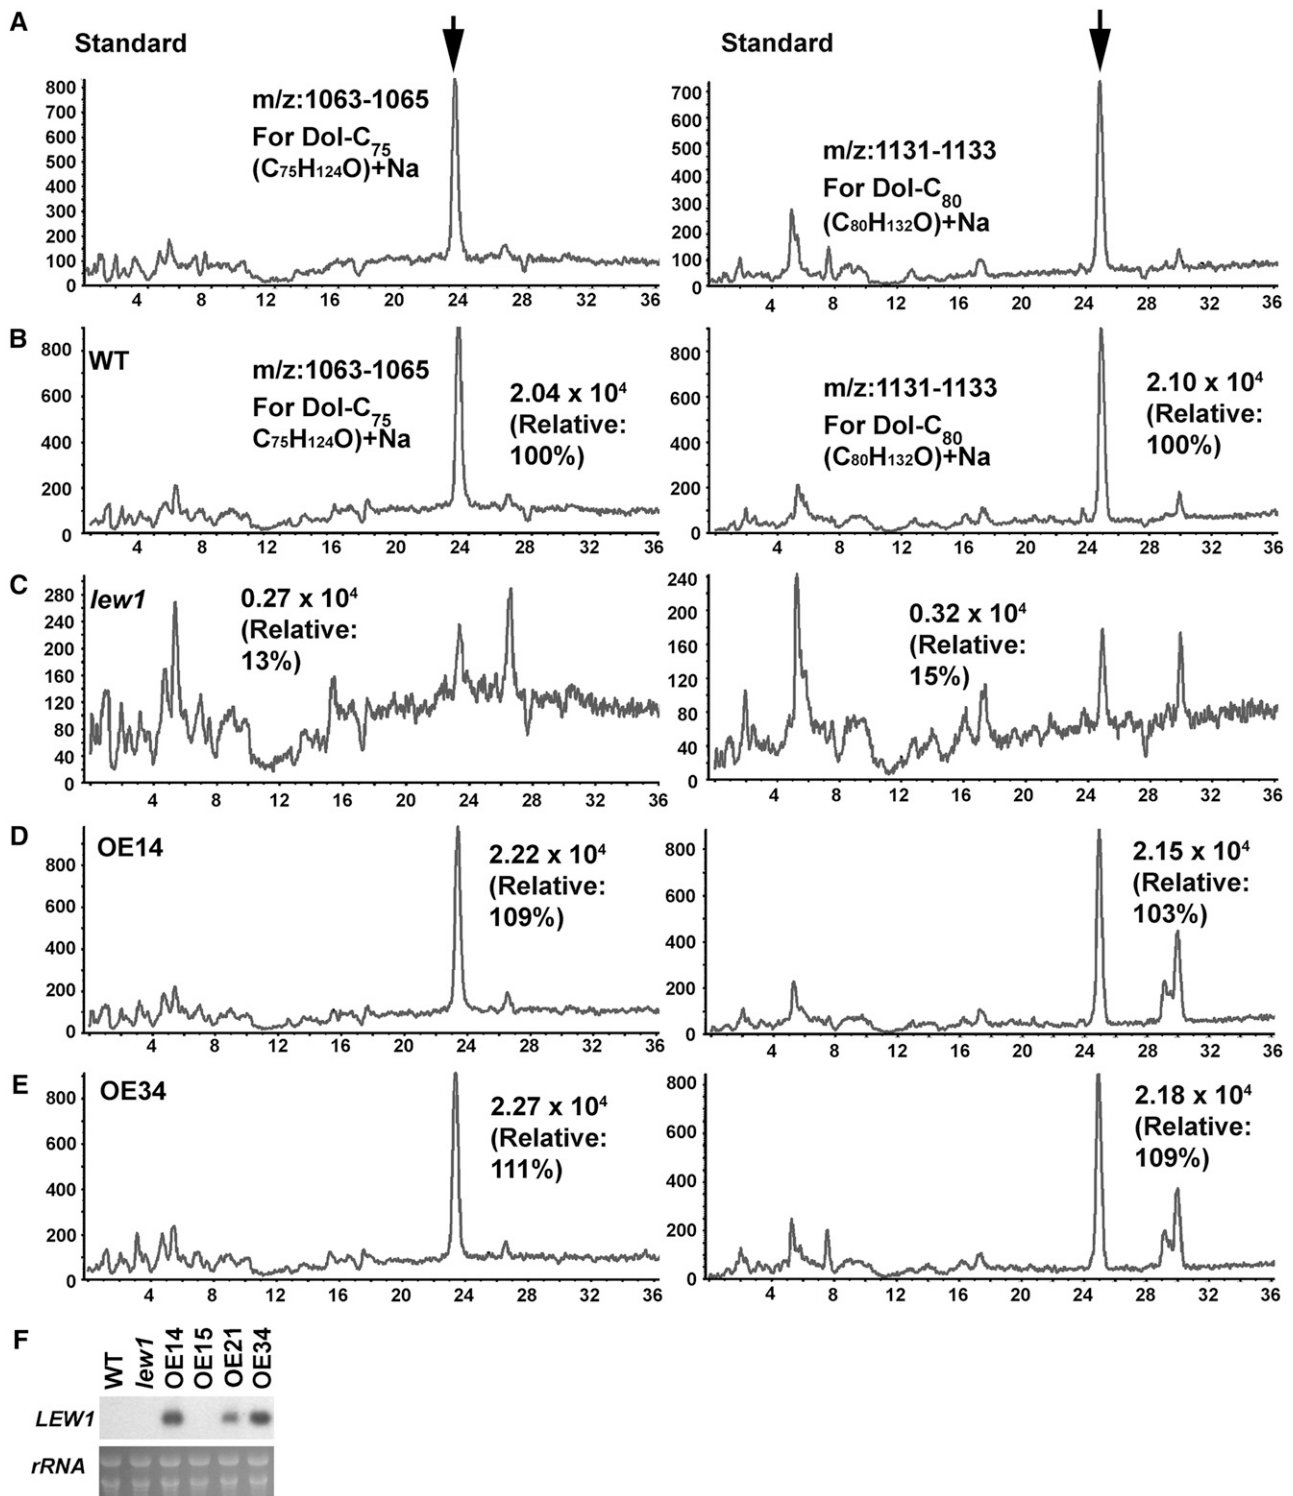 A
Standard
Standard
m/z:1063-1065
For Dol-C75
(C75H124O)+Na
m/z:1131-1133
For Dol-C80
(C80H132O)+Na
800
700
600
500
400
300
200
100
0
4 8 12 16 20 24 28 32 36
700
600
500
400
300
200
100
0
4 8 12 16 20 24 28 32 36
B
WT
m/z:1063-1065
For Dol-C75
C75H124O)+Na
2.04 x 10⁴
(Relative:
100%)
m/z:1131-1133
For Dol-C80
(C80H132O)+Na
2.10 x 10⁴
(Relative:
100%)
800
600
400
200
0
4 8 12 16 20 24 28 32 36
800
600
400
200
0
4 8 12 16 20 24 28 32 36
C
lew1
0.27 x 10⁴
(Relative:
13%)
0.32 x 10⁴
(Relative:
15%)
280
240
200
160
120
80
40
0
4 8 12 16 20 24 28 32 36
240
200
160
120
80
40
0
4 8 12 16 20 24 28 32 36
D
OE14
2.22 x 10⁴
(Relative:
109%)
2.15 x 10⁴
(Relative:
103%)
800
600
400
200
0
4 8 12 16 20 24 28 32 36
800
600
400
200
0
4 8 12 16 20 24 28 32 36
E
OE34
2.27 x 10⁴
(Relative:
111%)
2.18 x 10⁴
(Relative:
109%)
800
600
400
200
0
4 8 12 16 20 24 28 32 36
800
600
400
200
0
4 8 12 16 20 24 28 32 36
F
WT
lew1
OE14
OE15
OE21
OE34
LEW1
rRNA